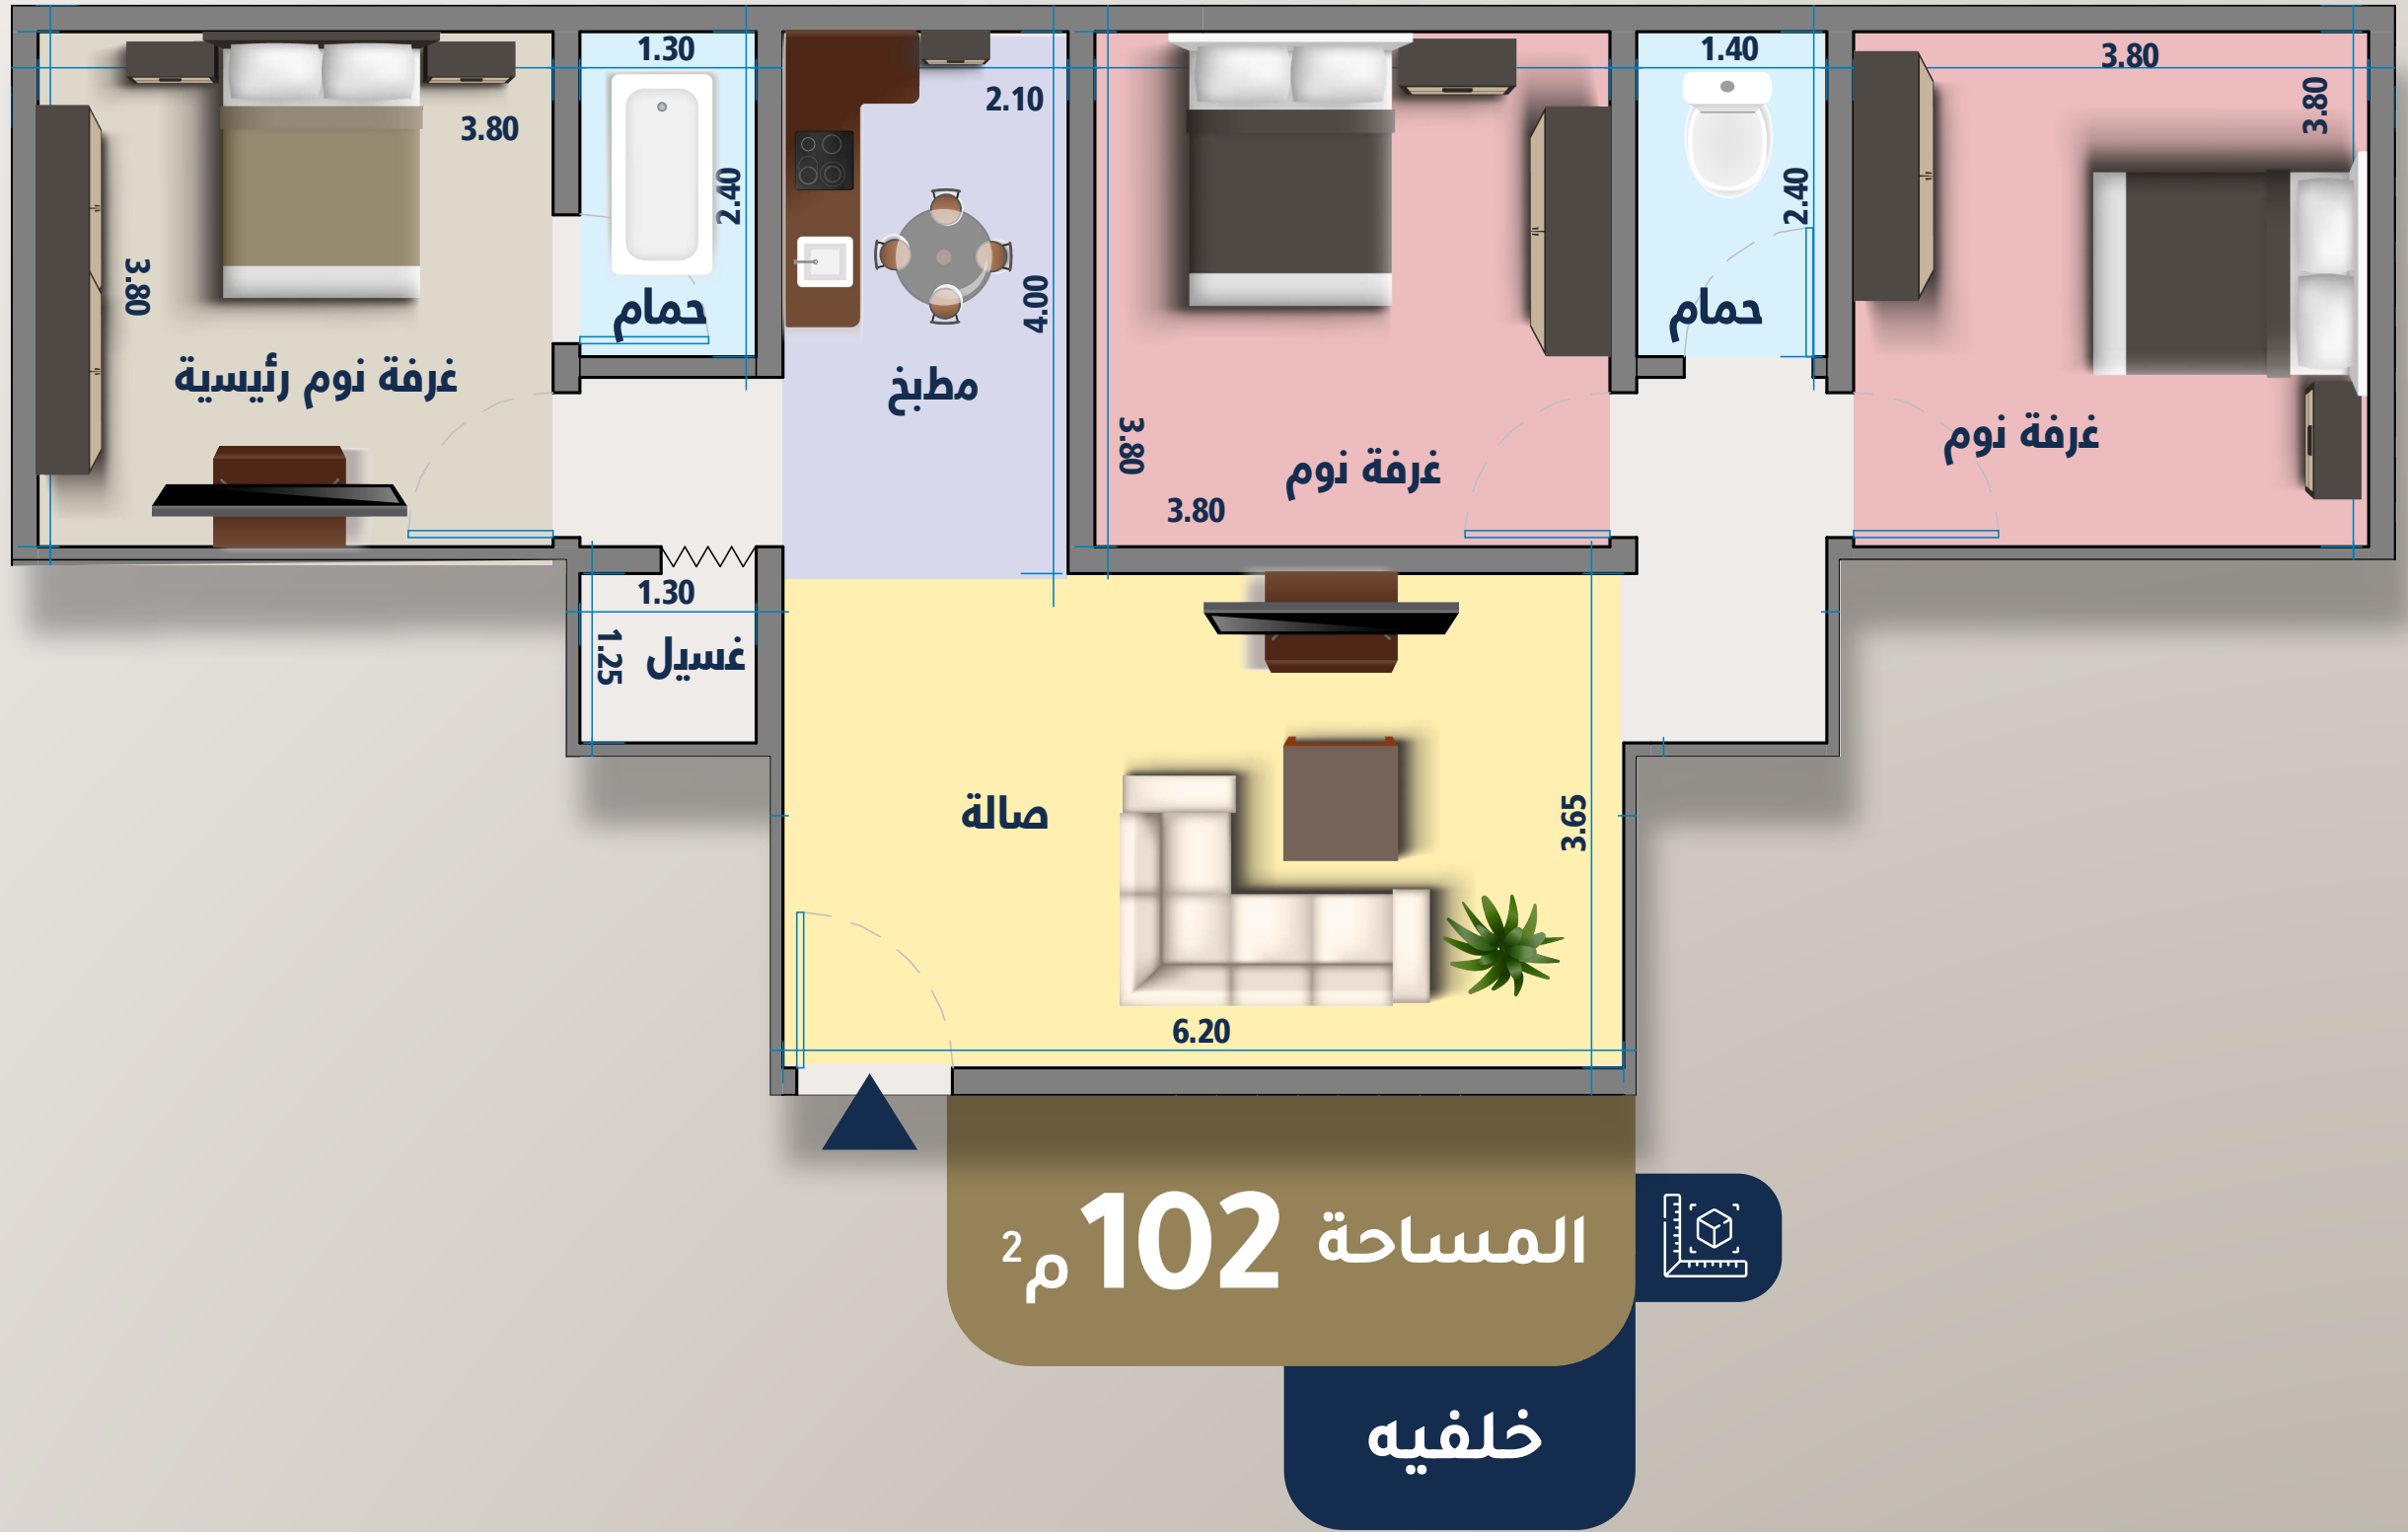 1.30
1.40
3.80
3.80
2.10
3.80
2.40
2.40
3.80
4.00
حمام
حمام
غرفة نوم رئيسية
مطبخ
غرفة نوم
3.80
غرفة نوم
3.80
1.30
1.25
غسيل
صالة
3.65
6.20
المساحة 102م2
خلفيه